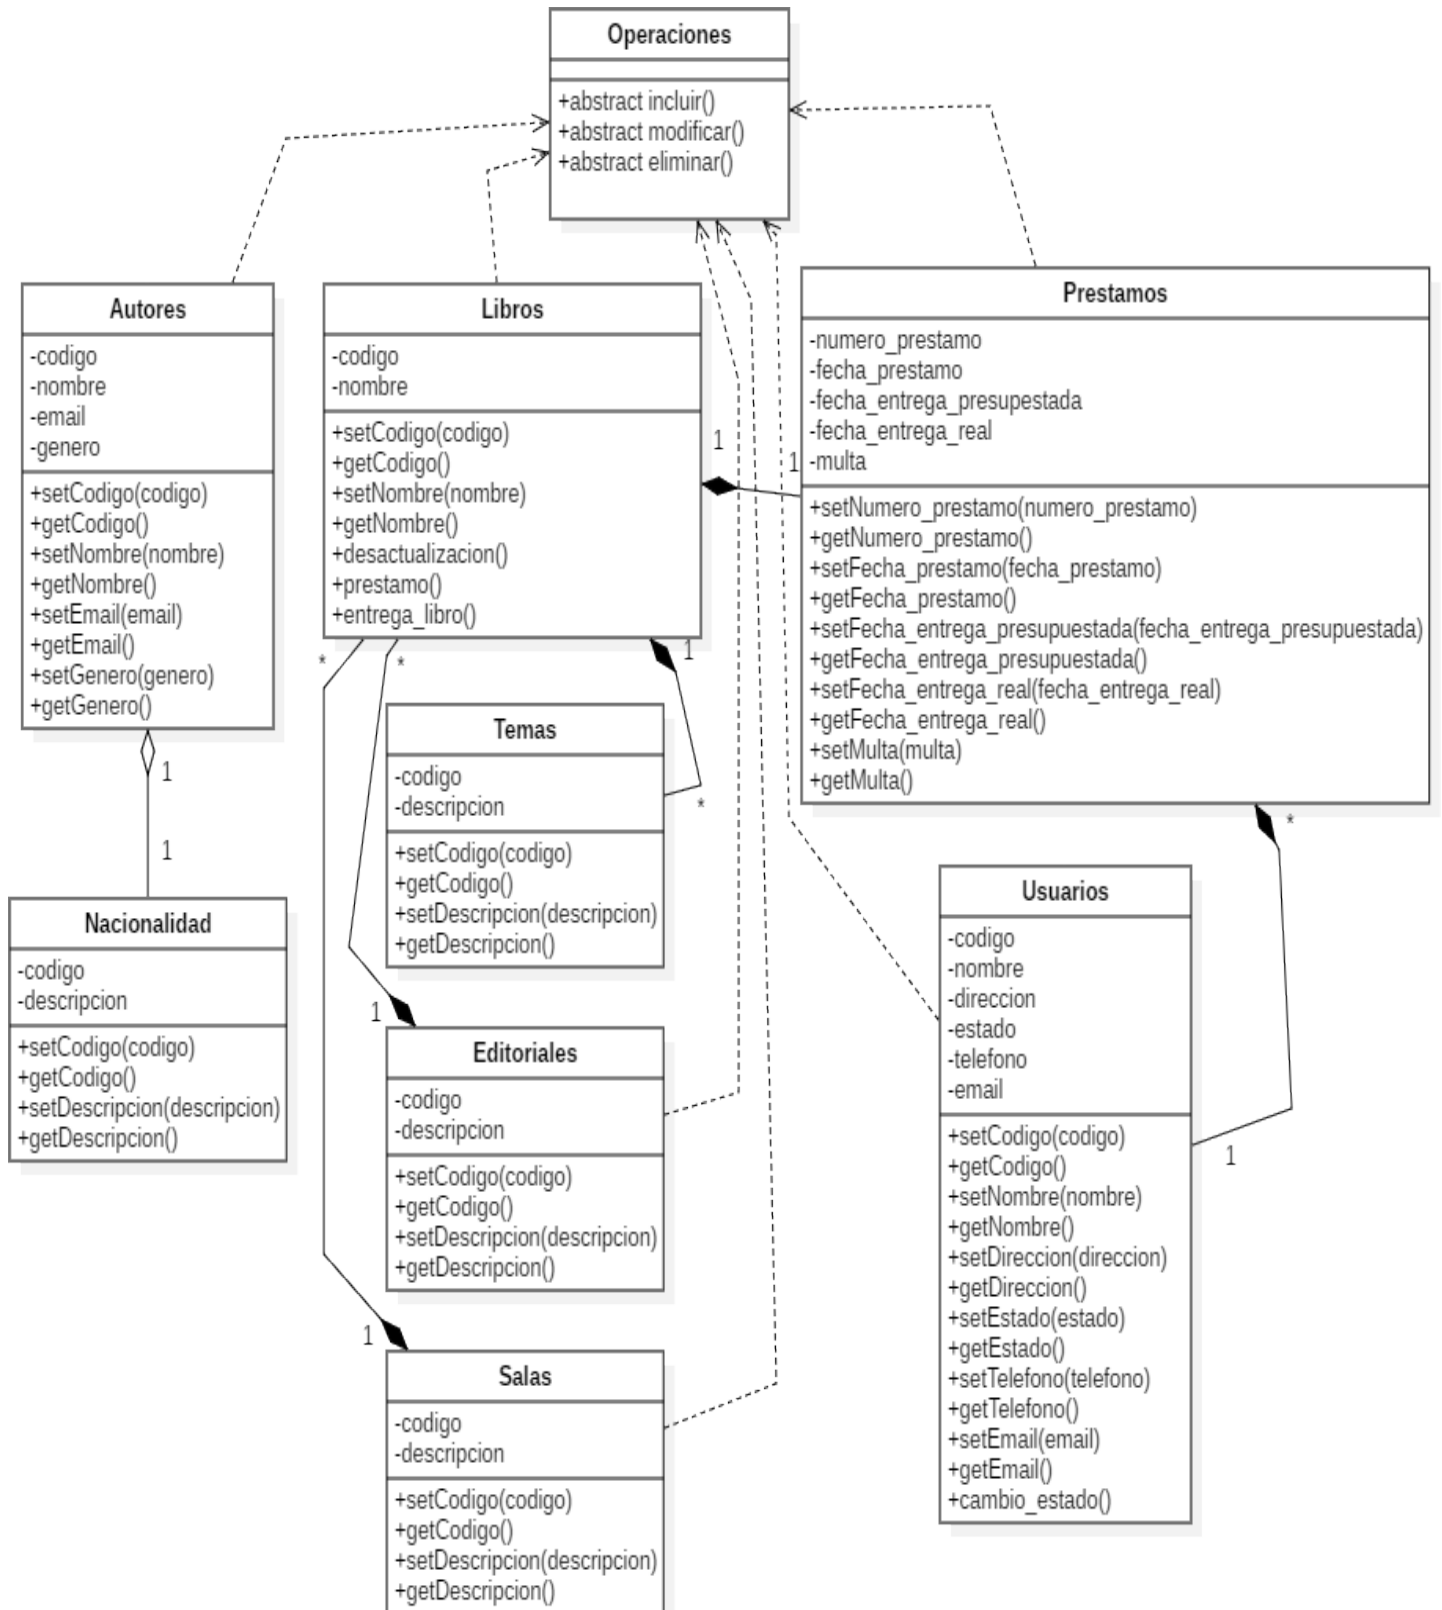 Operaciones
+abstract incluir()
+abstract modificar()
+abstract eliminar()
Autores
-codigo
-nombre
-email
-genero
+setCodigo(codigo)
+getCodigo()
+setNombre(nombre)
+getNombre()
+setEmail(email)
+getEmail()
+setGenero(genero)
+getGenero()
1
1
Nacionalidad
-codigo
-descripcion
+setCodigo(codigo)
+getCodigo()
+setDescripcion(descripcion)
+getDescripcion()
Libros
-codigo
-nombre
+setCodigo(codigo)
+getCodigo()
+setNombre(nombre)
+getNombre()
+desactualizacion()
+prestamo()
+entrega_libro()
1
1
*
*
1
Temas
-codigo
-descripcion
+setCodigo(codigo)
+getCodigo()
+setDescripcion(descripcion)
+getDescripcion()
*
1
Editoriales
-codigo
-descripcion
+setCodigo(codigo)
+getCodigo()
+setDescripcion(descripcion)
+getDescripcion()
1
Salas
-codigo
-descripcion
+setCodigo(codigo)
+getCodigo()
+setDescripcion(descripcion)
+getDescripcion()
Prestamos
-numero_prestamo
-fecha_prestamo
-fecha_entrega_presupestada
-fecha_entrega_real
-multa
+setNumero_prestamo(numero_prestamo)
+getNumero_prestamo()
+setFecha_prestamo(fecha_prestamo)
+getFecha_prestamo()
+setFecha_entrega_presupuestada(fecha_entrega_presupuestada)
+getFecha_entrega_presupuestada()
+setFecha_entrega_real(fecha_entrega_real)
+getFecha_entrega_real()
+setMulta(multa)
+getMulta()
*
1
Usuarios
-codigo
-nombre
-direccion
-estado
-telefono
-email
+setCodigo(codigo)
+getCodigo()
+setNombre(nombre)
+getNombre()
+setDireccion(direccion)
+getDireccion()
+setEstado(estado)
+getEstado()
+setTelefono(telefono)
+getTelefono()
+setEmail(email)
+getEmail()
+cambio_estado()